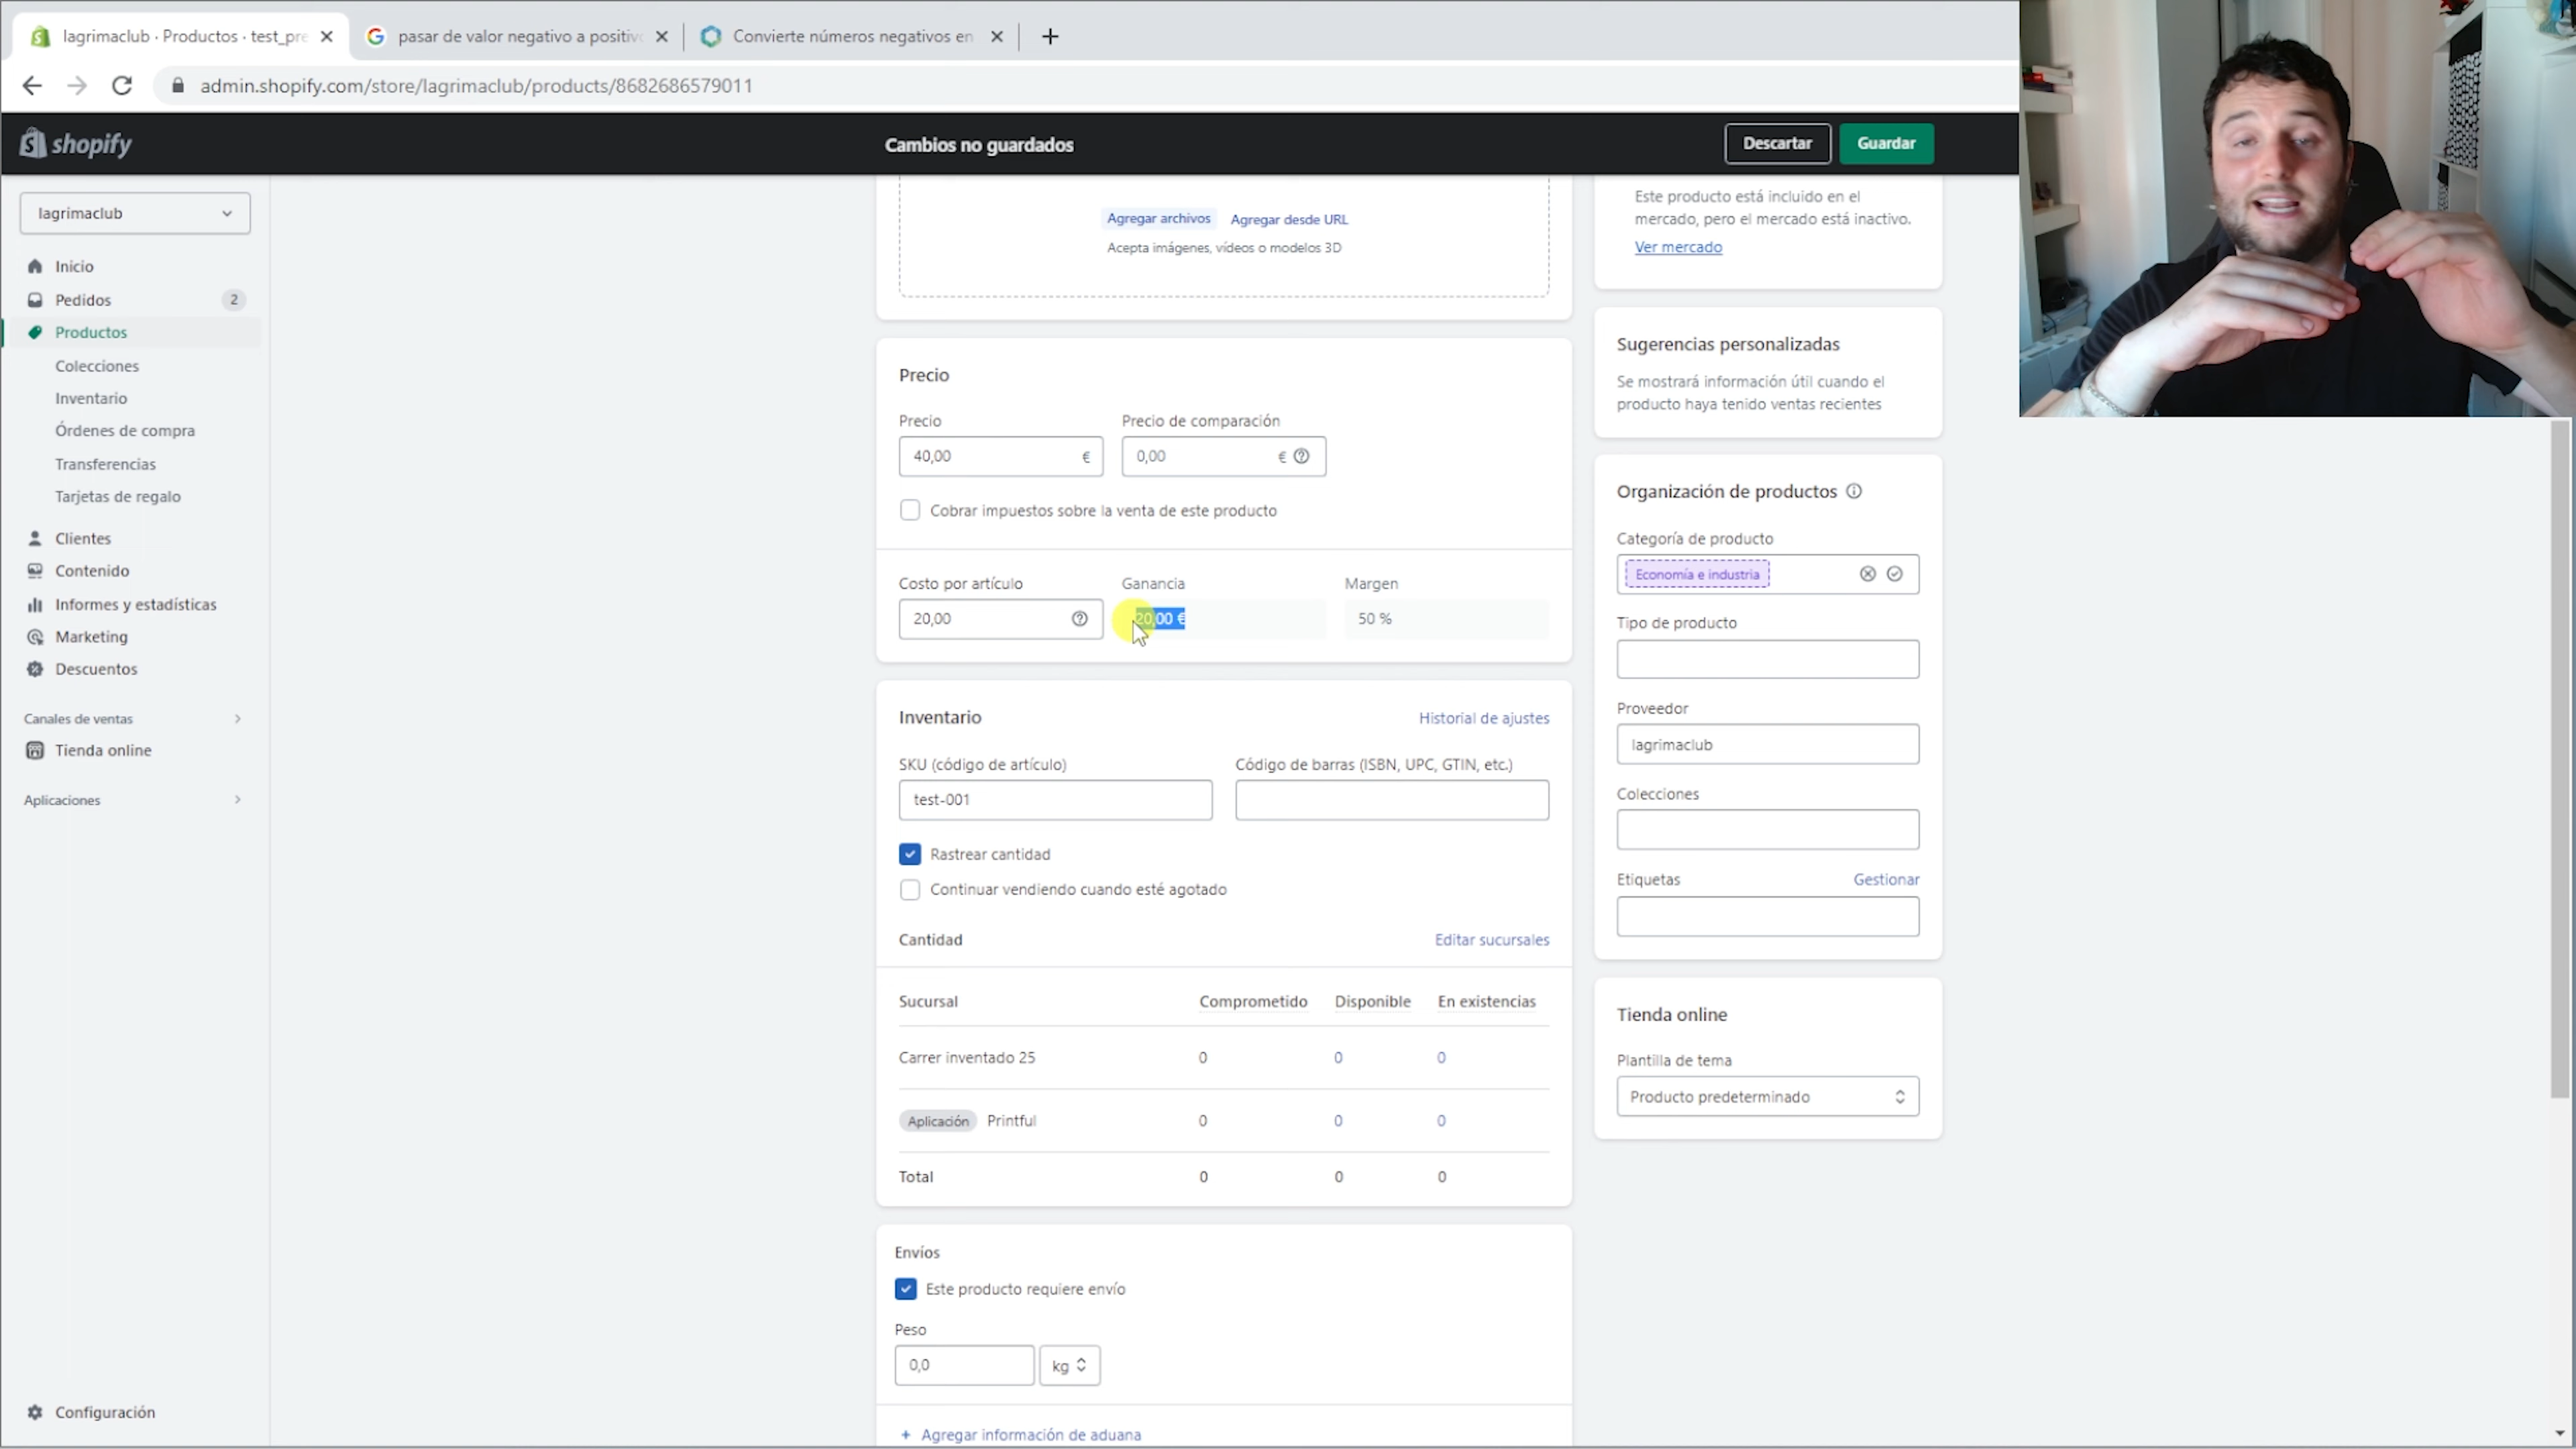 lagrimaclub · Productos · test_pre
pasar de valor negativo a positivo
Convierte números negativos en
admin.shopify.com/store/lagrimaclub/products/8682686579011
shopify
Cambios no guardados
Descartar
Guardar
lagrimaclub
Inicio
Pedidos
2
Productos
Colecciones
Inventario
Órdenes de compra
Transferencias
Tarjetas de regalo
Clientes
Contenido
Informes y estadísticas
Marketing
Descuentos
Canales de ventas
Tienda online
Aplicaciones
Configuración
Agregar archivos Agregar desde URL
Acepta imágenes, vídeos o modelos 3D
Precio
Precio Precio de comparación
40,00 € 0,00 €
Cobrar impuestos sobre la venta de este producto
Costo por artículo Ganancia Margen
20,00 20,00 € 50 %
Inventario Historial de ajustes
SKU (código de artículo) Código de barras (ISBN, UPC, GTIN, etc.)
test-001
Rastrear cantidad
Continuar vendiendo cuando esté agotado
Cantidad Editar sucursales
Sucursal Comprometido Disponible En existencias
Carrer inventado 25 0 0 0
Aplicación Printful 0 0 0
Total 0 0 0
Envíos
Este producto requiere envío
Peso
0,0 kg
+ Agregar información de aduana
Este producto está incluido en el
mercado, pero el mercado está inactivo.
Ver mercado
Sugerencias personalizadas
Se mostrará información útil cuando el
producto haya tenido ventas recientes
Organización de productos
Categoría de producto
Economía e industria
Tipo de producto
Proveedor
lagrimaclub
Colecciones
Etiquetas Gestionar
Tienda online
Plantilla de tema
Producto predeterminado